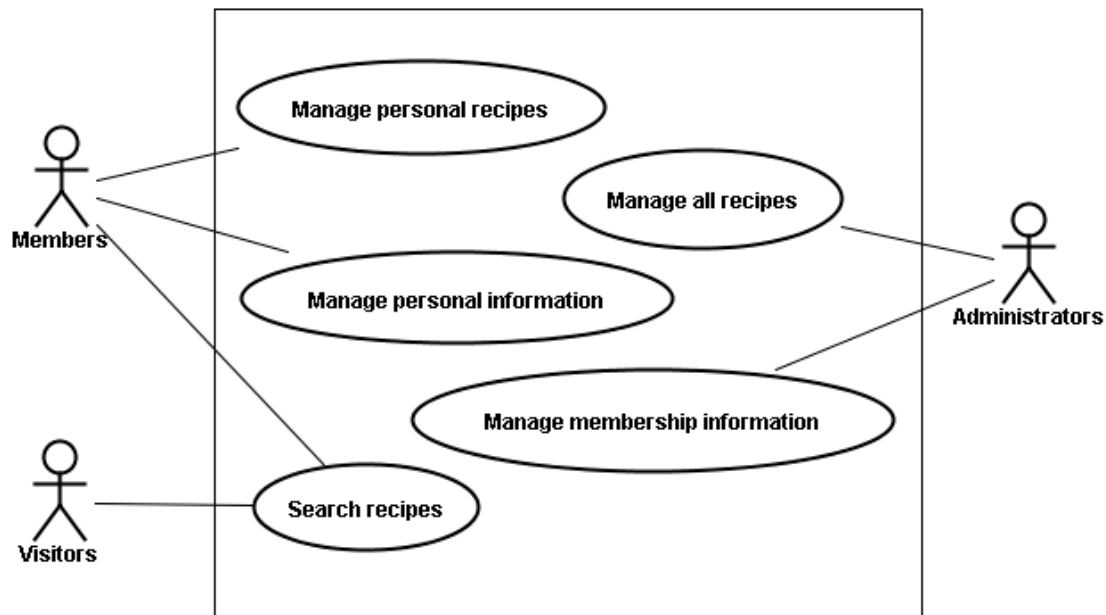 Manage personal recipes
Manage all recipes
Members
Manage personal information
Administrators
Manage membership information
Search recipes
Visitors